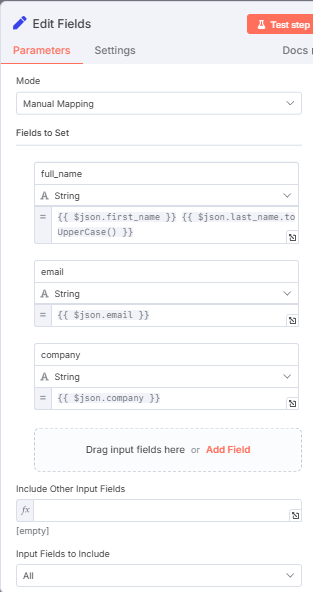 Edit Fields
Test step
Parameters
Settings
Docs
Mode
Manual Mapping
Fields to Set
full_name
A String
= {{ $json.first_name }} {{ $json.last_name.to
UpperCase() }}
email
A String
= {{ $json.email }}
company
A String
= {{ $json.company }}
Drag input fields here or Add Field
Include Other Input Fields
fx
[empty]
Input Fields to Include
All